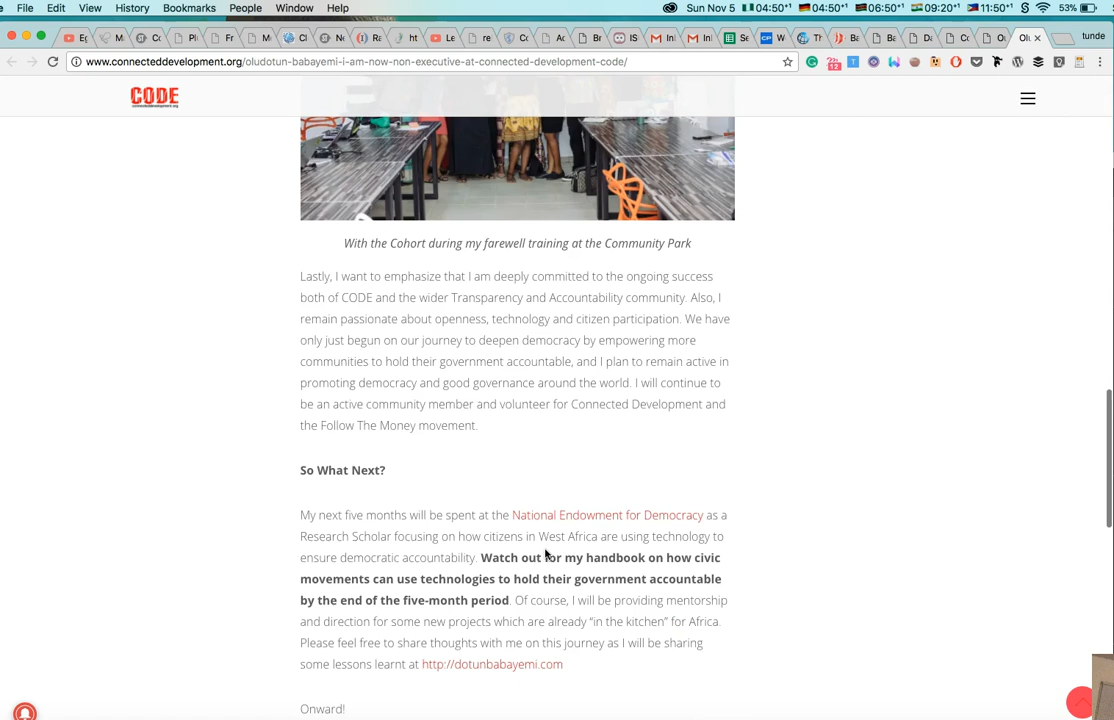 File Edit View History Bookmarks People Window Help
Sun Nov 5 04:50+1 04:50+1 06:50+1 09:20+1 11:50+1 53%
tunde
www.connecteddevelopment.org/oludotun-babayemi-i-am-now-non-executive-at-connected-development-code/
12
CODE
connecteddevelopment.org
With the Cohort during my farewell training at the Community Park
Lastly, I want to emphasize that I am deeply committed to the ongoing success
both of CODE and the wider Transparency and Accountability community. Also, I
remain passionate about openness, technology and citizen participation. We have
only just begun on our journey to deepen democracy by empowering more
communities to hold their government accountable, and I plan to remain active in
promoting democracy and good governance around the world. I will continue to
be an active community member and volunteer for Connected Development and
the Follow The Money movement.
So What Next?
My next five months will be spent at the National Endowment for Democracy as a
Research Scholar focusing on how citizens in West Africa are using technology to
ensure democratic accountability. Watch out for my handbook on how civic
movements can use technologies to hold their government accountable
by the end of the five-month period. Of course, I will be providing mentorship
and direction for some new projects which are already “in the kitchen” for Africa.
Please feel free to share thoughts with me on this journey as I will be sharing
some lessons learnt at http://dotunbabayemi.com
Onward!